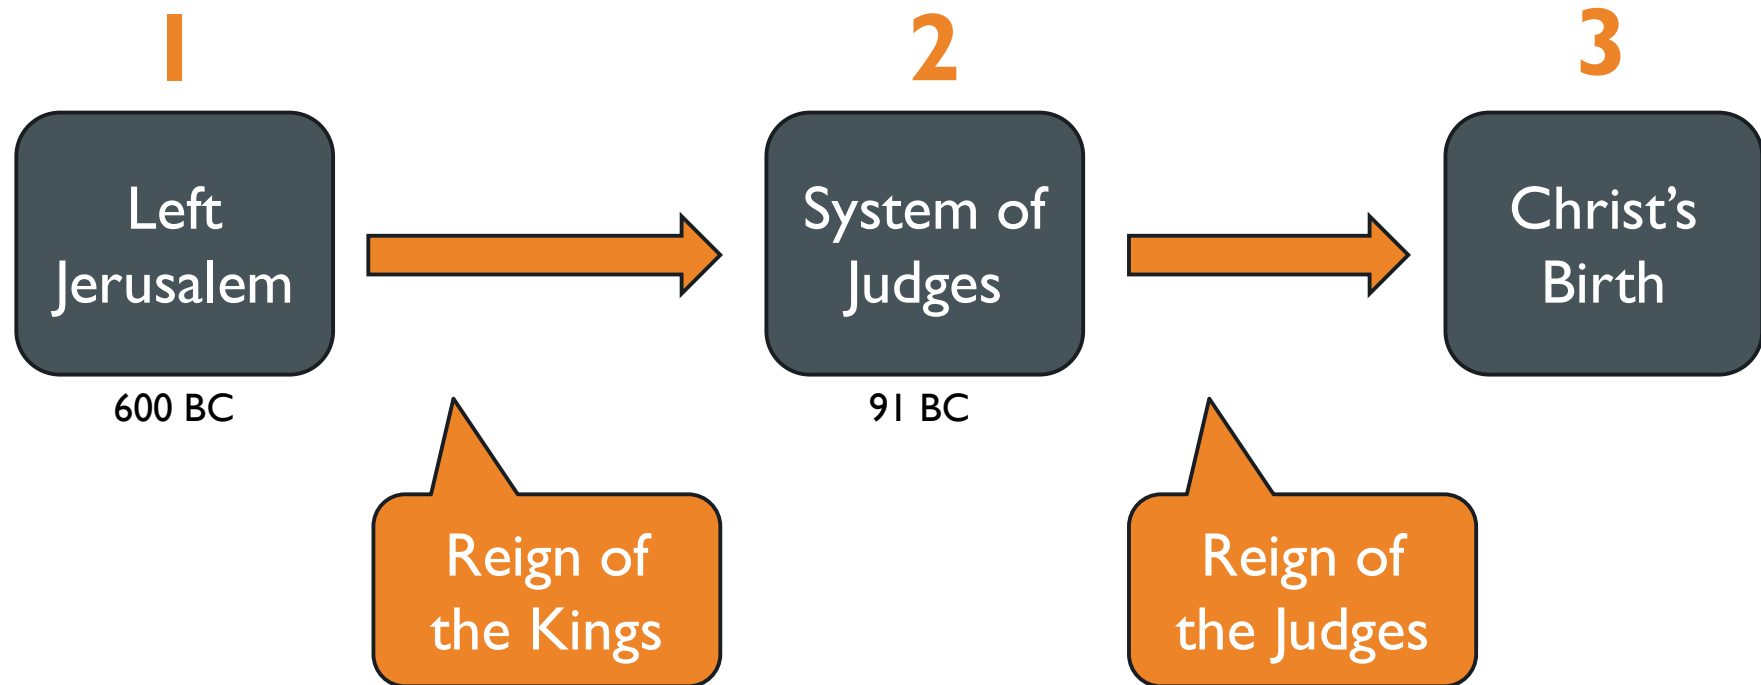 1
2
3
Left
Jerusalem
System of
Judges
Christ's
Birth
600 BC
91 BC
Reign of
the Kings
Reign of
the Judges